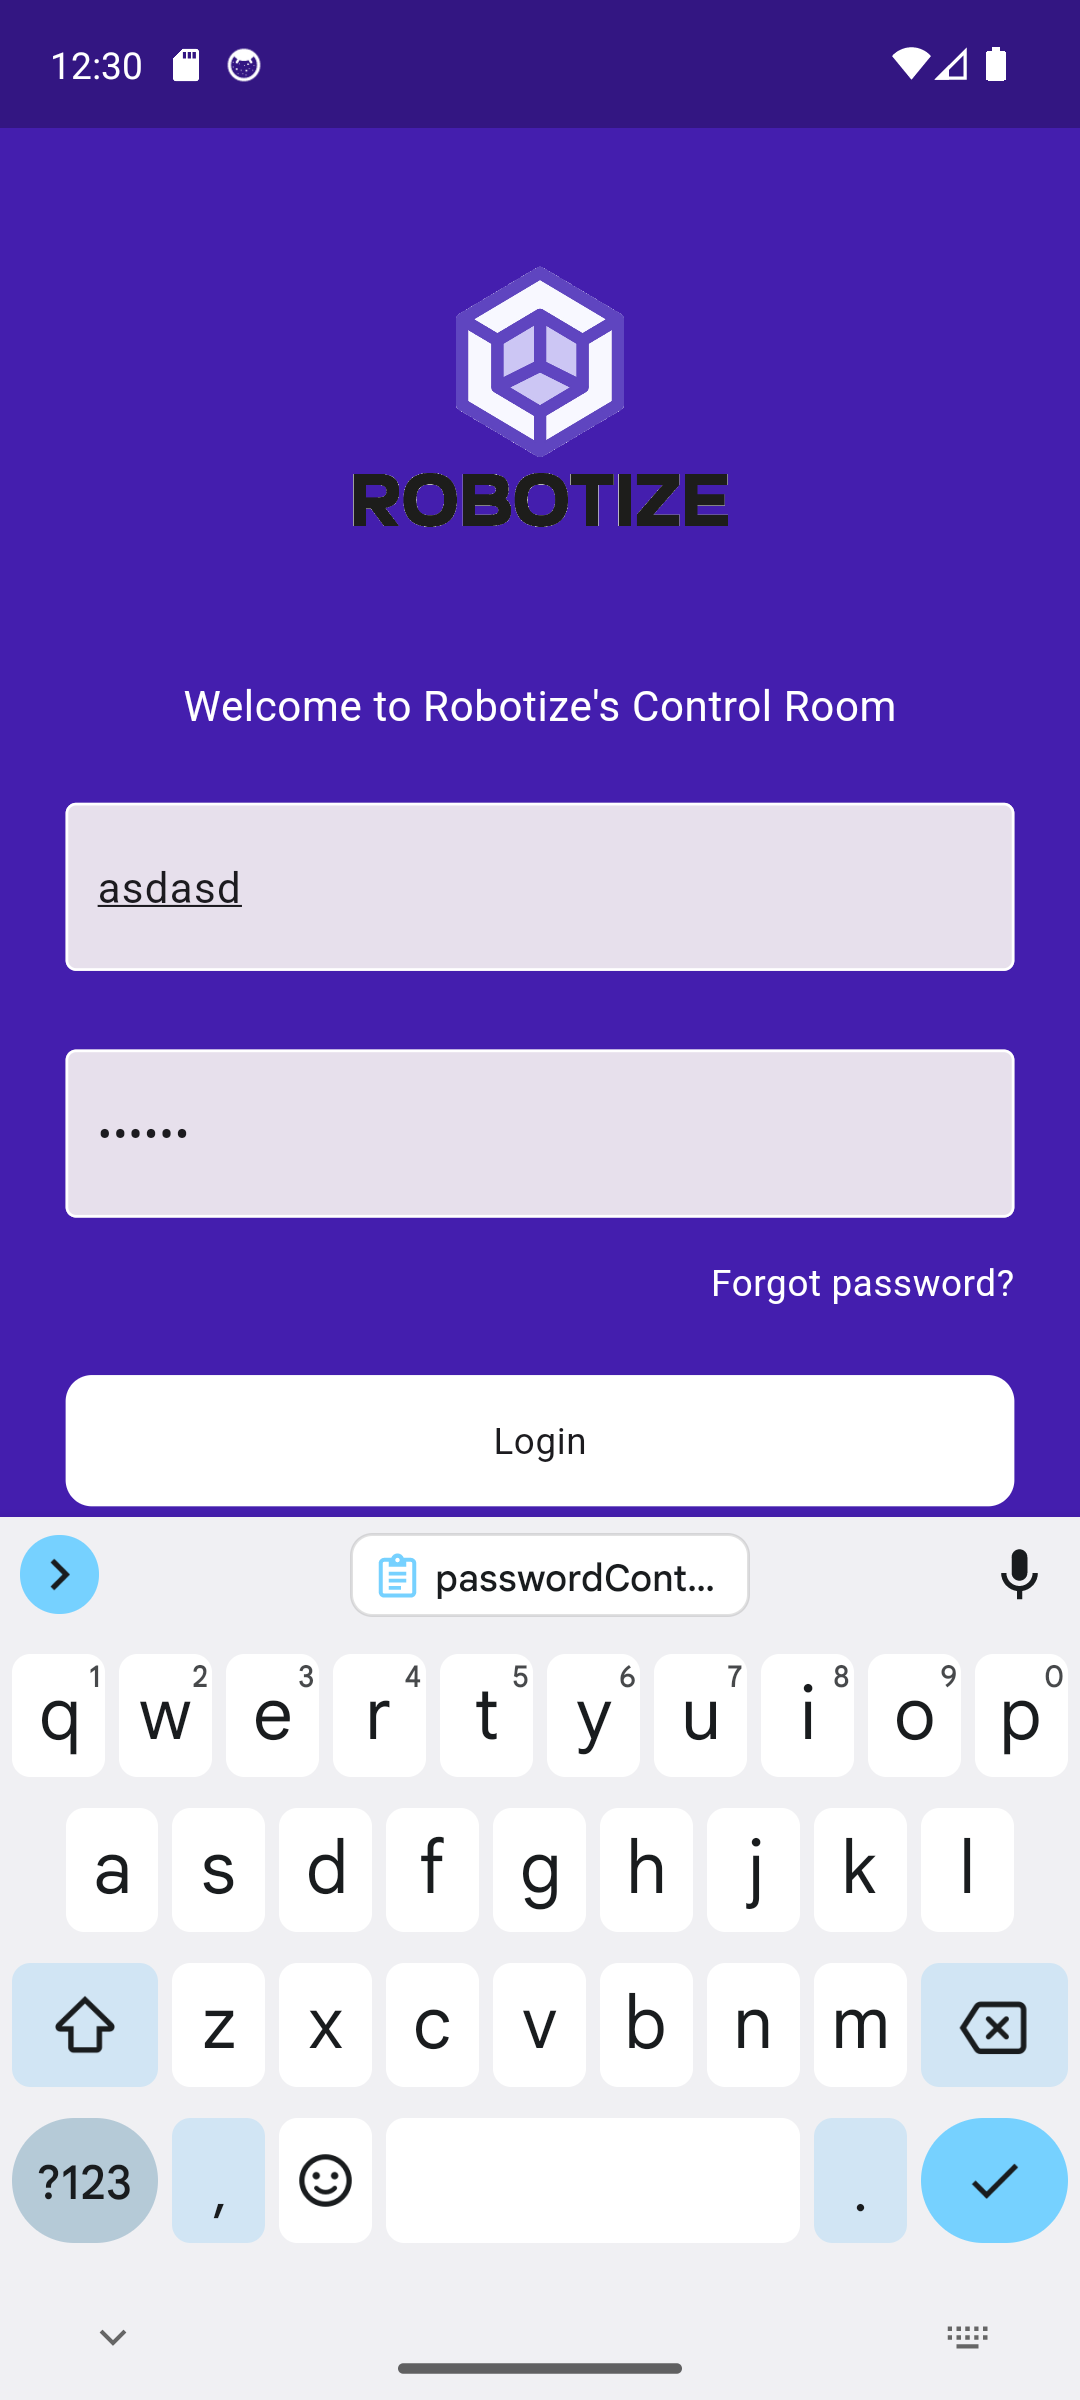 12:30
ROBOTIZE
Welcome to Robotize's Control Room
asdasd
••••••
Forgot password?
Login
passwordCont...
q 1 w 2 e 3 r 4 t 5 y 6 u 7 i 8 o 9 p 0
a s d f g h j k l
z x c v b n m
?123 , .